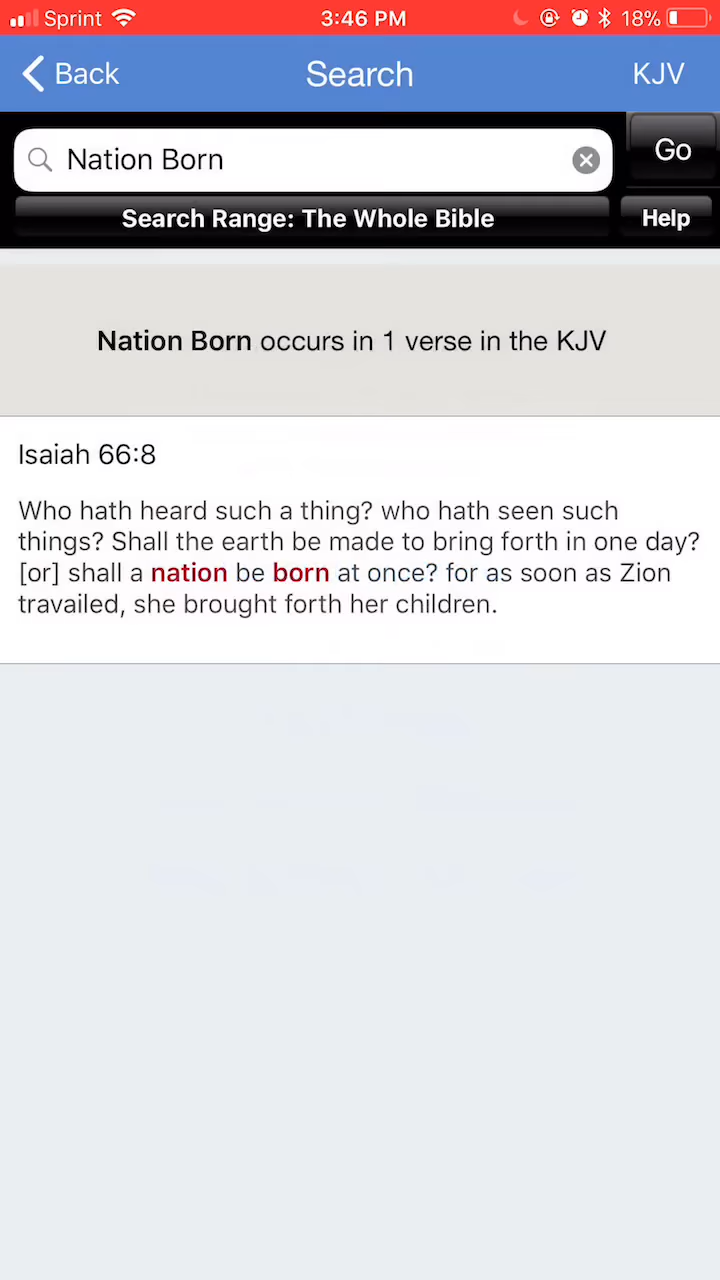 Sprint 3:46 PM 18%
Back Search KJV
Nation Born Go
Search Range: The Whole Bible Help
Nation Born occurs in 1 verse in the KJV
Isaiah 66:8
Who hath heard such a thing? who hath seen such
things? Shall the earth be made to bring forth in one day?
[or] shall a nation be born at once? for as soon as Zion
travailed, she brought forth her children.